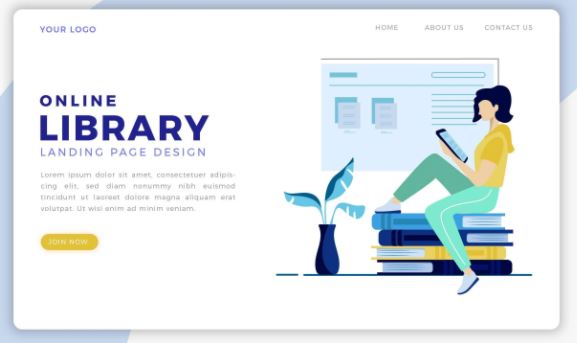 YOUR LOGO
HOME ABOUT US CONTACT US
ONLINE
LIBRARY
LANDING PAGE DESIGN
Lorem ipsum dolor sit amet, consectetuer adipis-
cing elit, sed diam nonummy nibh euismod
tincidunt ut laoreet dolore magna aliquam erat
volutpat. Ut wisi enim ad minim veniam.
JOIN NOW